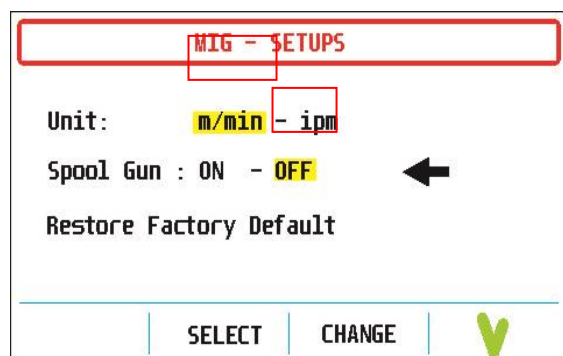 MIG - SETUPS
Unit: m/min - ipm
Spool Gun : ON - OFF
Restore Factory Default
SELECT CHANGE